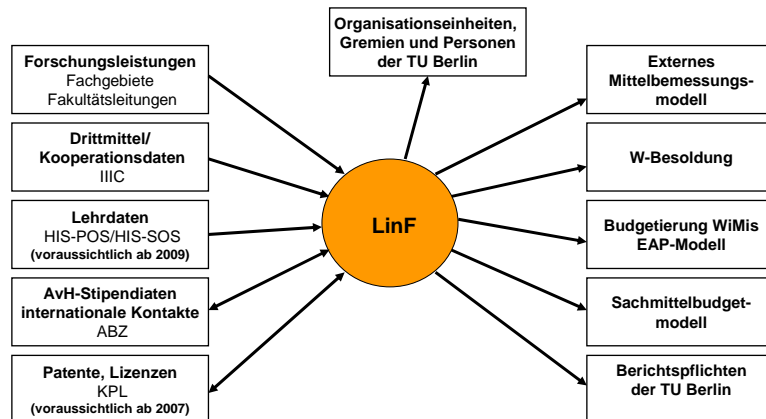 Organisationseinheiten,
Gremien und Personen
der TU Berlin
Forschungsleistungen
Fachgebiete
Fakultätsleitungen
Drittmittel/
Kooperationsdaten
IIIC
Lehrdaten
HIS-POS/HIS-SOS
(voraussichtlich ab 2009)
AvH-Stipendiaten
internationale Kontakte
ABZ
Patente, Lizenzen
KPL
(voraussichtlich ab 2007)
LinF
Externes
Mittelbemessungs-
modell
W-Besoldung
Budgetierung WiMis
EAP-Modell
Sachmittelbudget-
modell
Berichtspflichten
der TU Berlin